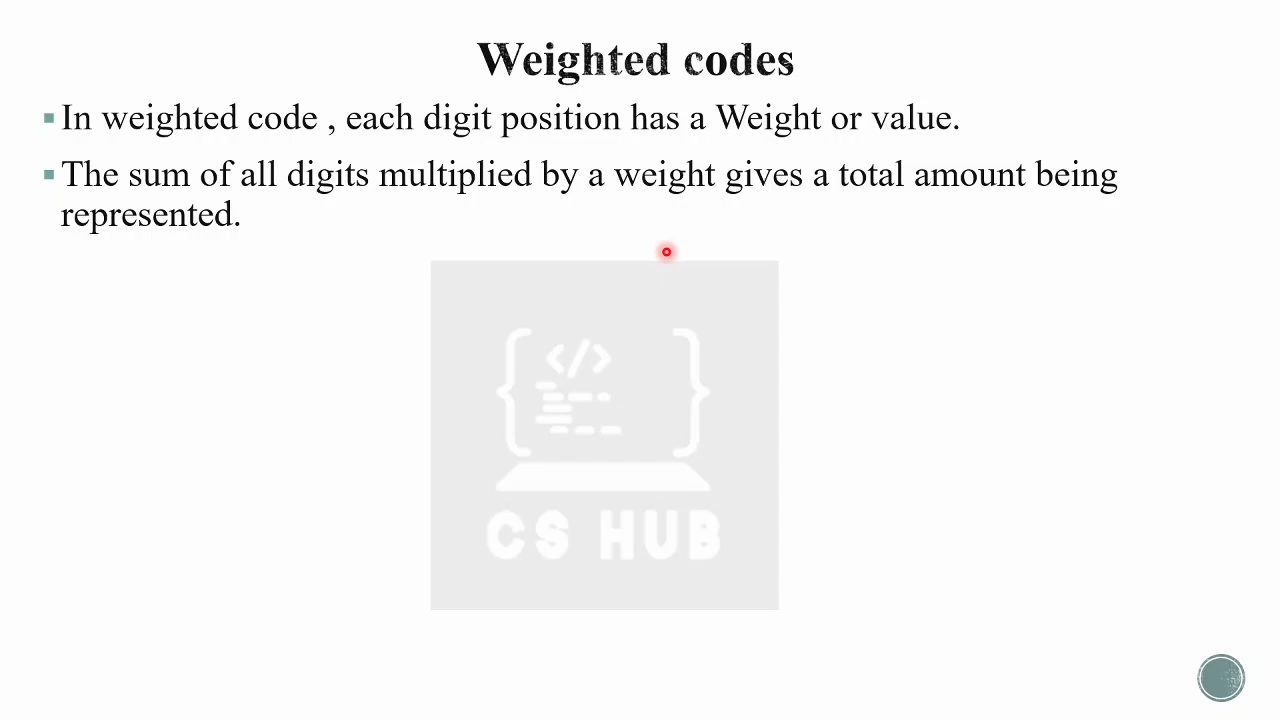 Weighted codes
In weighted code , each digit position has a Weight or value.
The sum of all digits multiplied by a weight gives a total amount being
represented.
</>
CS HUB